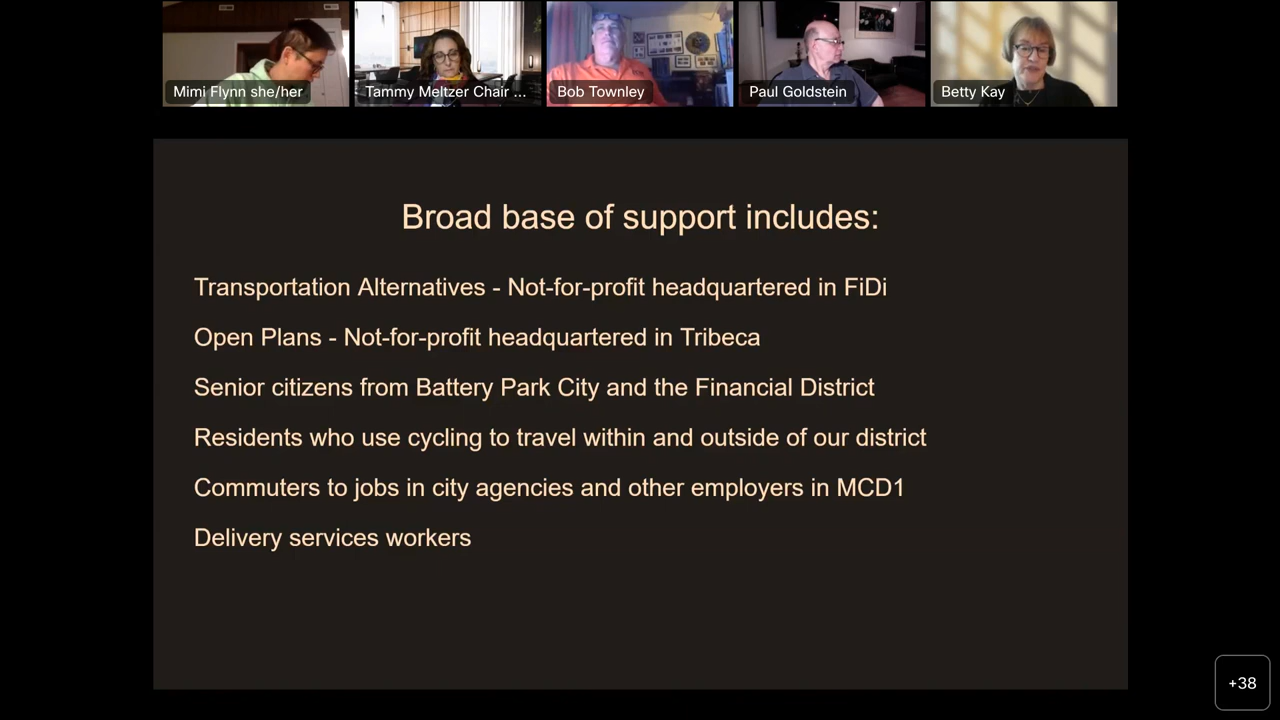 Mimi Flynn she/her
Tammy Meltzer Chair ...
Bob Townley
Paul Goldstein
Betty Kay
Broad base of support includes:
Transportation Alternatives - Not-for-profit headquartered in FiDi
Open Plans - Not-for-profit headquartered in Tribeca
Senior citizens from Battery Park City and the Financial District
Residents who use cycling to travel within and outside of our district
Commuters to jobs in city agencies and other employers in MCD1
Delivery services workers
+38